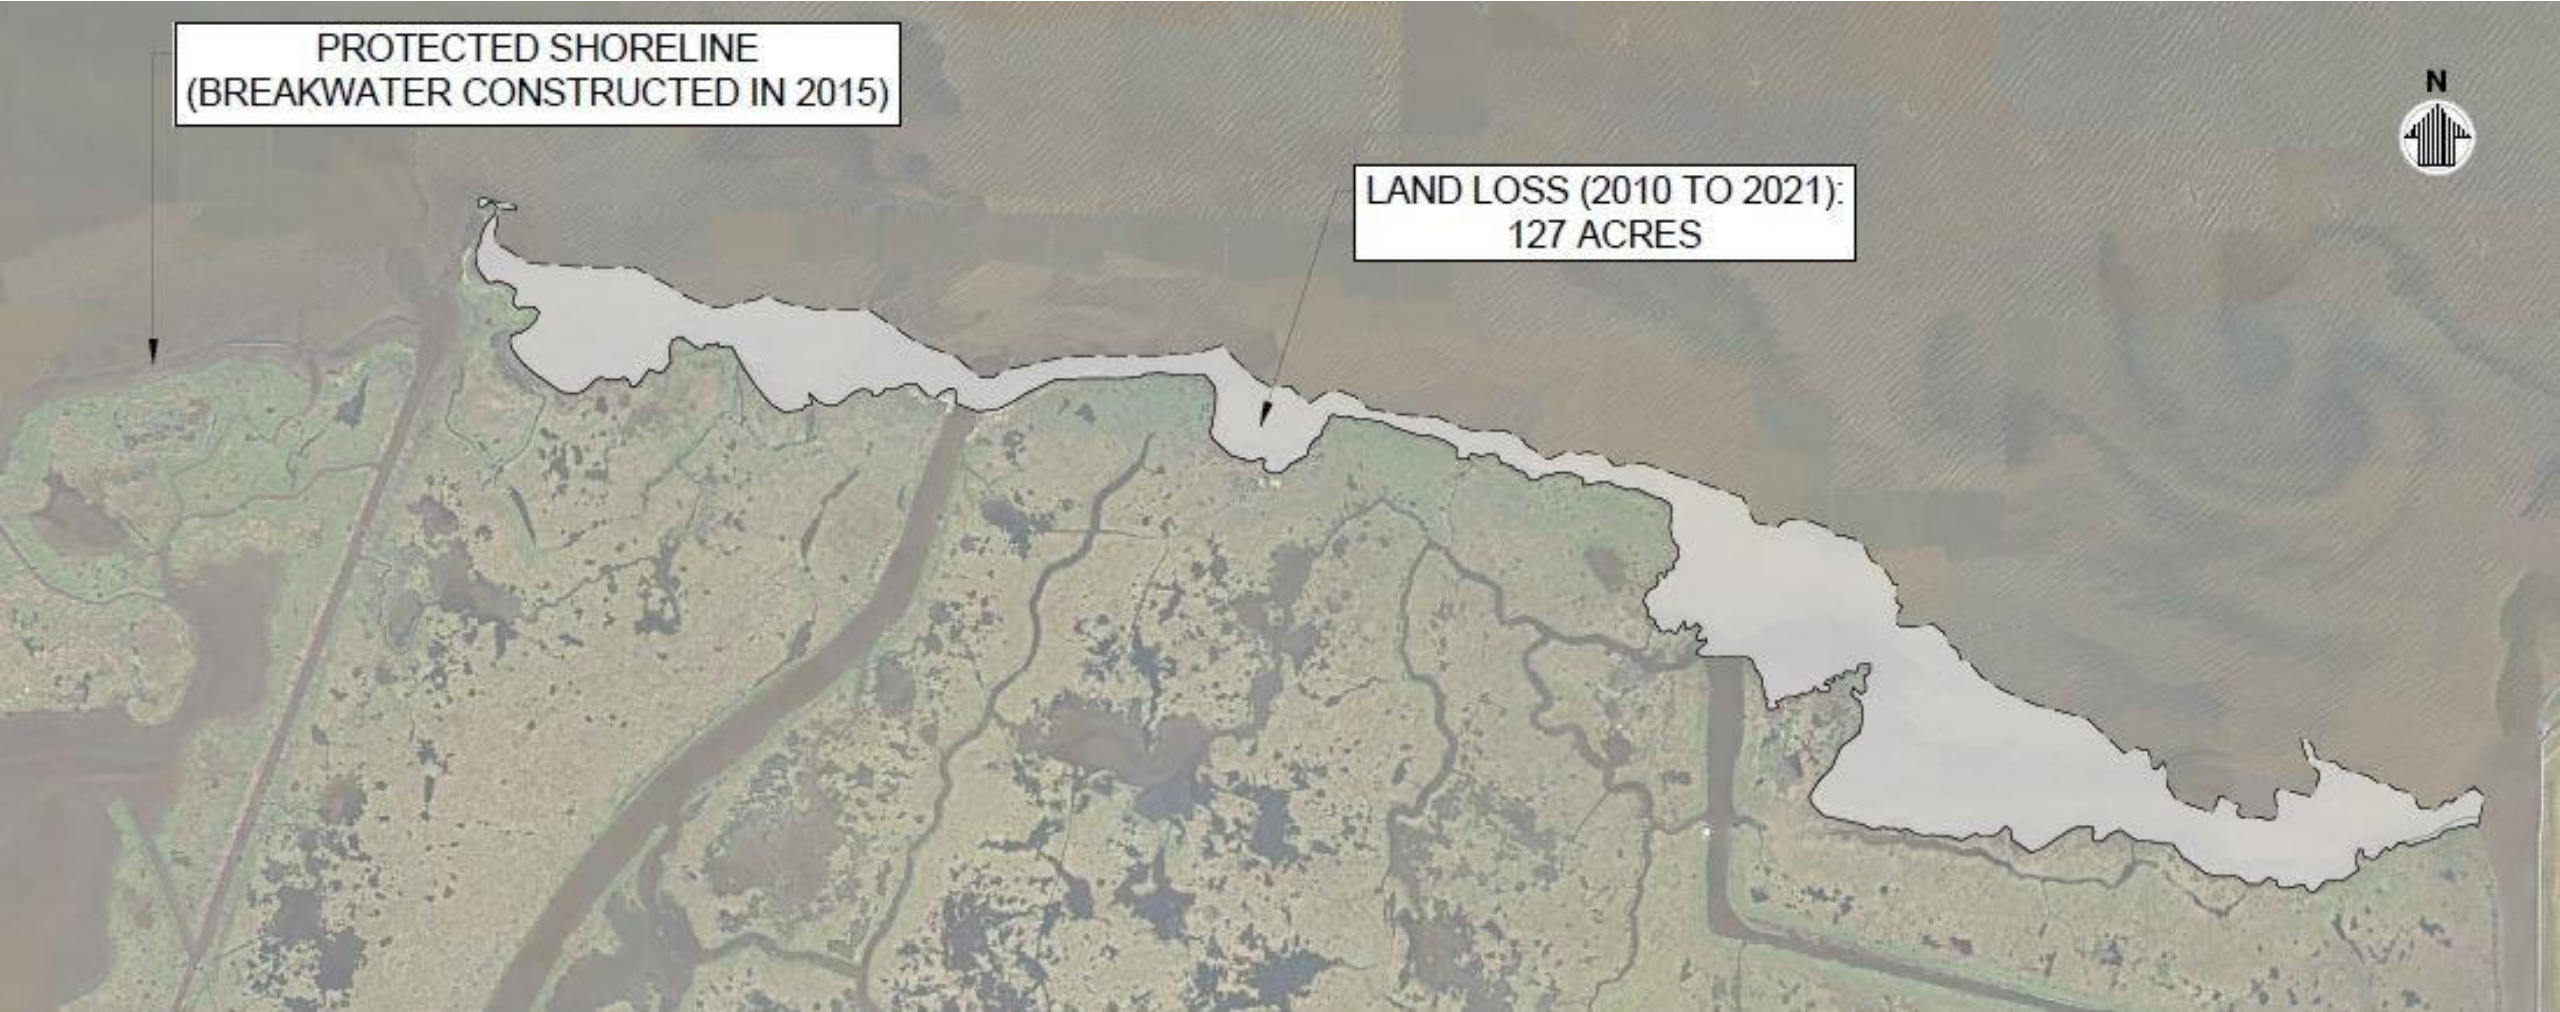 PROTECTED SHORELINE
(BREAKWATER CONSTRUCTED IN 2015)
N
LAND LOSS (2010 TO 2021):
127 ACRES